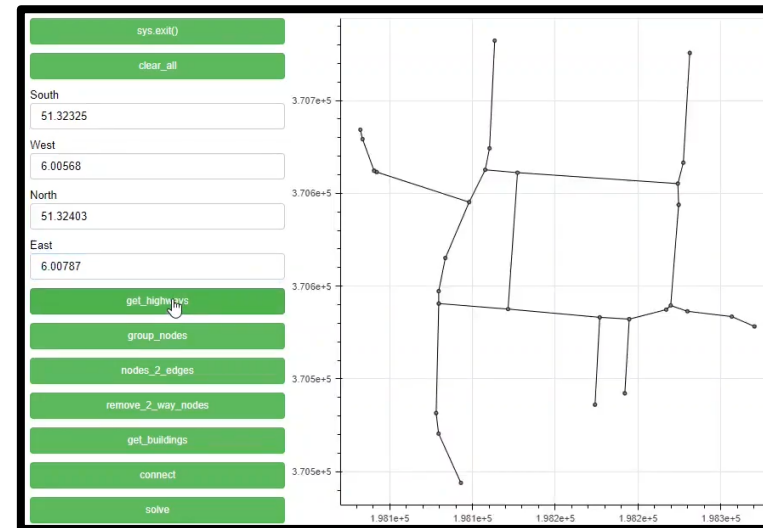 sys.exit()
clear_all
South
51.32325
West
6.00568
North
51.32403
East
6.00787
get_highways
group_nodes
nodes_2_edges
remove_2_way_nodes
get_buildings
connect
solve
3.707e+5
3.706e+5
3.706e+5
3.705e+5
3.705e+5
1.981e+5 1.981e+5 1.982e+5 1.982e+5 1.983e+5